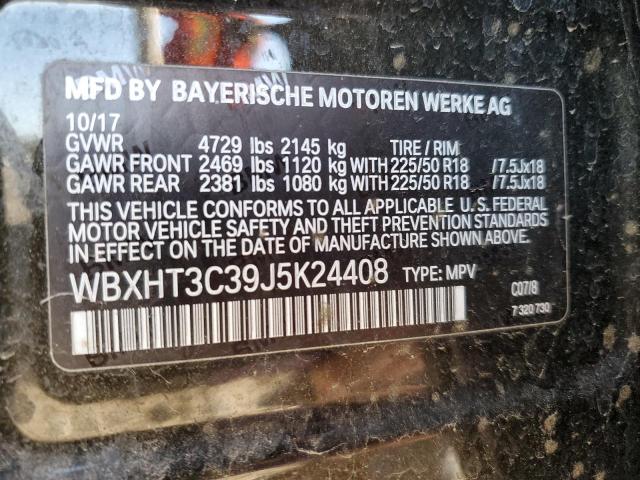 MFD BY BAYERISCHE MOTOREN WERKE AG
10/17
GVWR 4729 lbs 2145 kg TIRE / RIM
GAWR FRONT 2469 lbs 1120 kg WITH 225/50 R18 /7.5Jx18
GAWR REAR 2381 lbs 1080 kg WITH 225/50 R18 /7.5Jx18
THIS VEHICLE CONFORMS TO ALL APPLICABLE U. S. FEDERAL
MOTOR VEHICLE SAFETY AND THEFT PREVENTION STANDARDS
IN EFFECT ON THE DATE OF MANUFACTURE SHOWN ABOVE.
WBXHT3C39J5K24408 TYPE: MPV C07/8
7 320 730